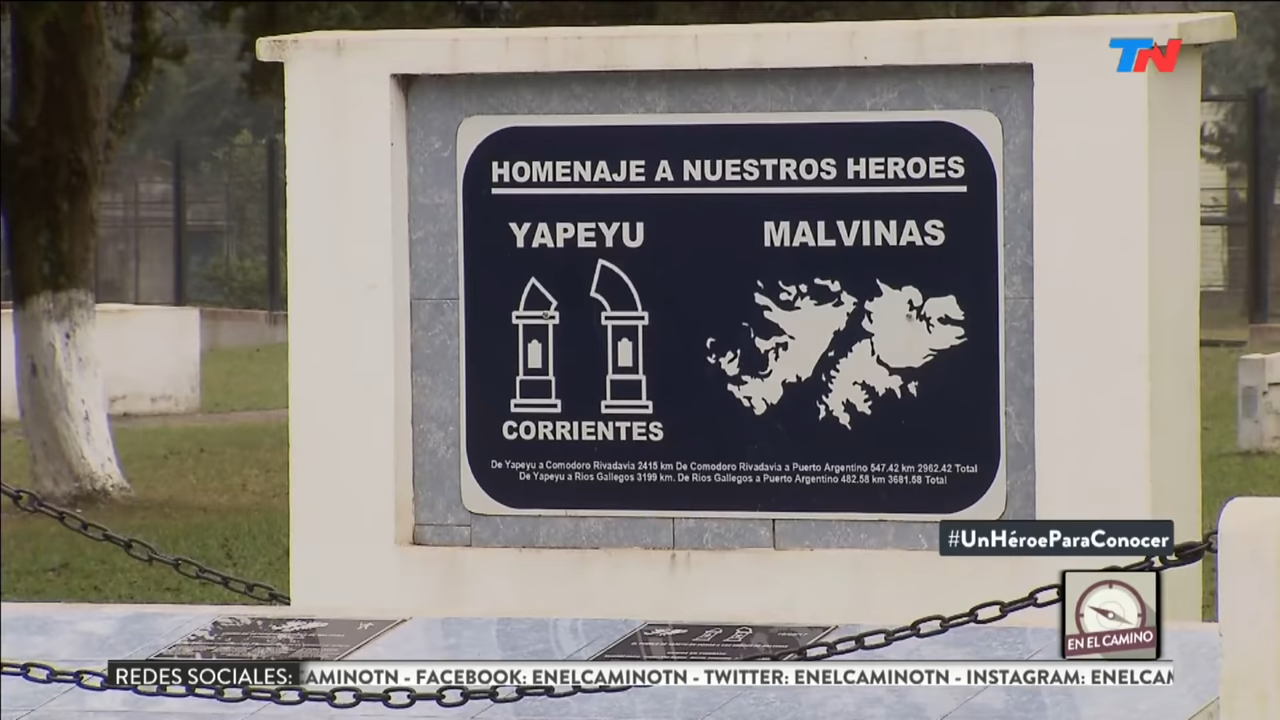 TN
HOMENAJE A NUESTROS HEROES
YAPEYU
MALVINAS
CORRIENTES
De Yapeyu a Comodoro Rivadavia 2415 km De Comodoro Rivadavia a Puerto Argentino 547.42 km 2962.42 Total
De Yapeyu a Rios Gallegos 3199 km. De Rios Gallegos a Puerto Argentino 482.58 km 3681.58 Total
#UnHéroeParaConocer
EN EL CAMINO
REDES SOCIALES: CAMINOTN - FACEBOOK: ENELCAMINOTN - TWITTER: ENELCAMINOTN - INSTAGRAM: ENELCAM